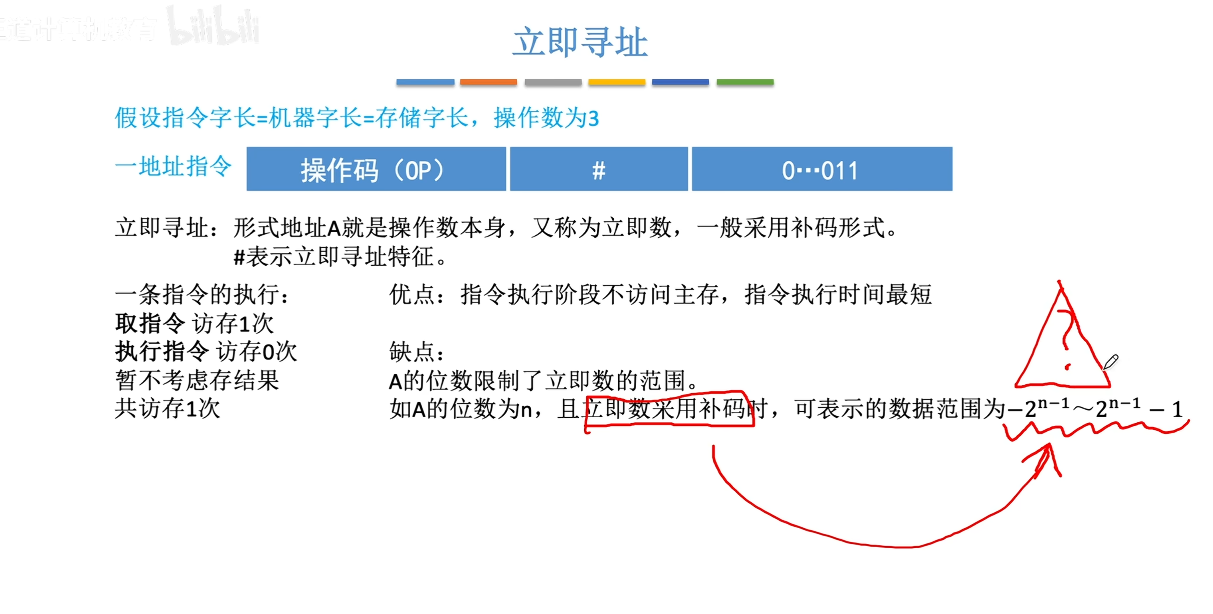 bilibili
立即寻址
假设指令字长=机器字长=存储字长，操作数为3
一地址指令 操作码（OP） # 0…011
立即寻址：形式地址A就是操作数本身，又称为立即数，一般采用补码形式。
#表示立即寻址特征。
一条指令的执行：
取指令 访存1次
执行指令 访存0次
暂不考虑存结果
共访存1次
优点：指令执行阶段不访问主存，指令执行时间最短
缺点：
A的位数限制了立即数的范围。
如A的位数为n，且立即数采用补码时，可表示的数据范围为−2ⁿ⁻¹～2ⁿ⁻¹ − 1
?